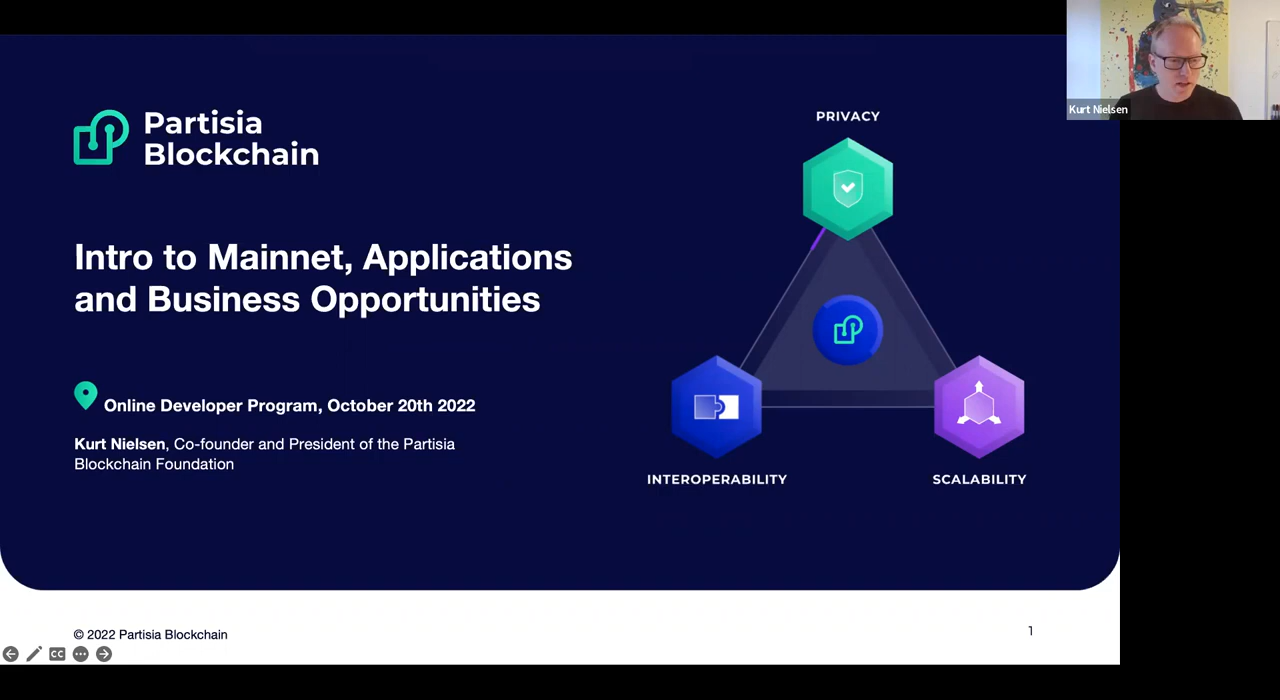 Kurt Nielsen
Partisia
Blockchain
Intro to Mainnet, Applications
and Business Opportunities
Online Developer Program, October 20th 2022
Kurt Nielsen, Co-founder and President of the Partisia
Blockchain Foundation
PRIVACY
INTEROPERABILITY
SCALABILITY
© 2022 Partisia Blockchain
1
CC